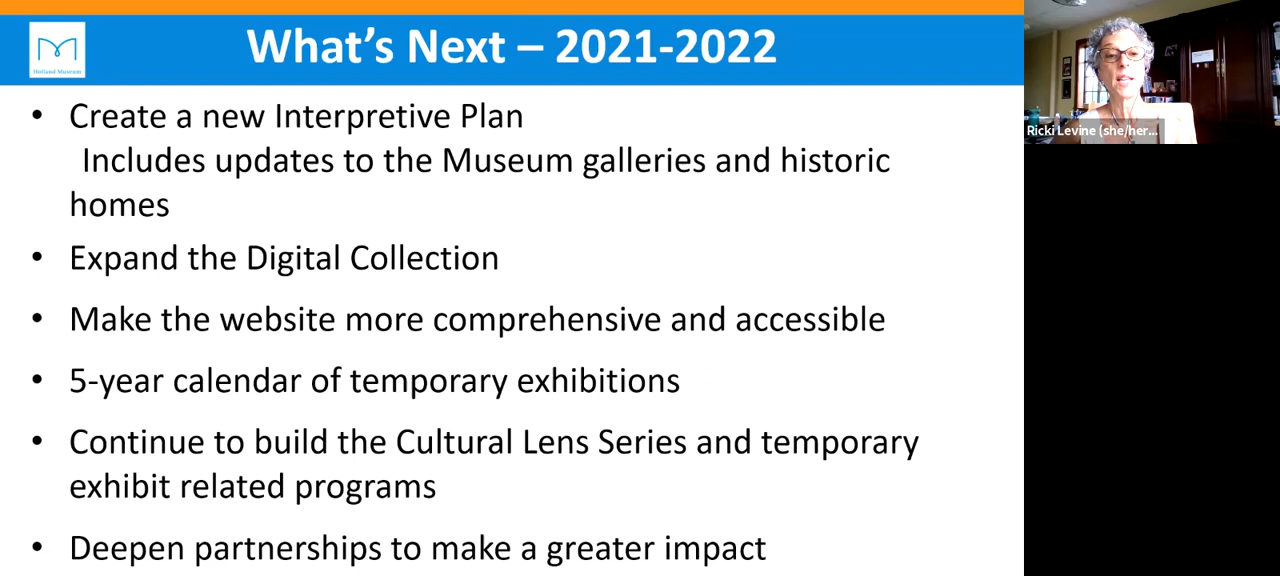 What's Next – 2021-2022
Holland Museum
• Create a new Interpretive Plan
Includes updates to the Museum galleries and historic
homes
• Expand the Digital Collection
• Make the website more comprehensive and accessible
• 5-year calendar of temporary exhibitions
• Continue to build the Cultural Lens Series and temporary
exhibit related programs
• Deepen partnerships to make a greater impact
Ricki Levine (she/her...